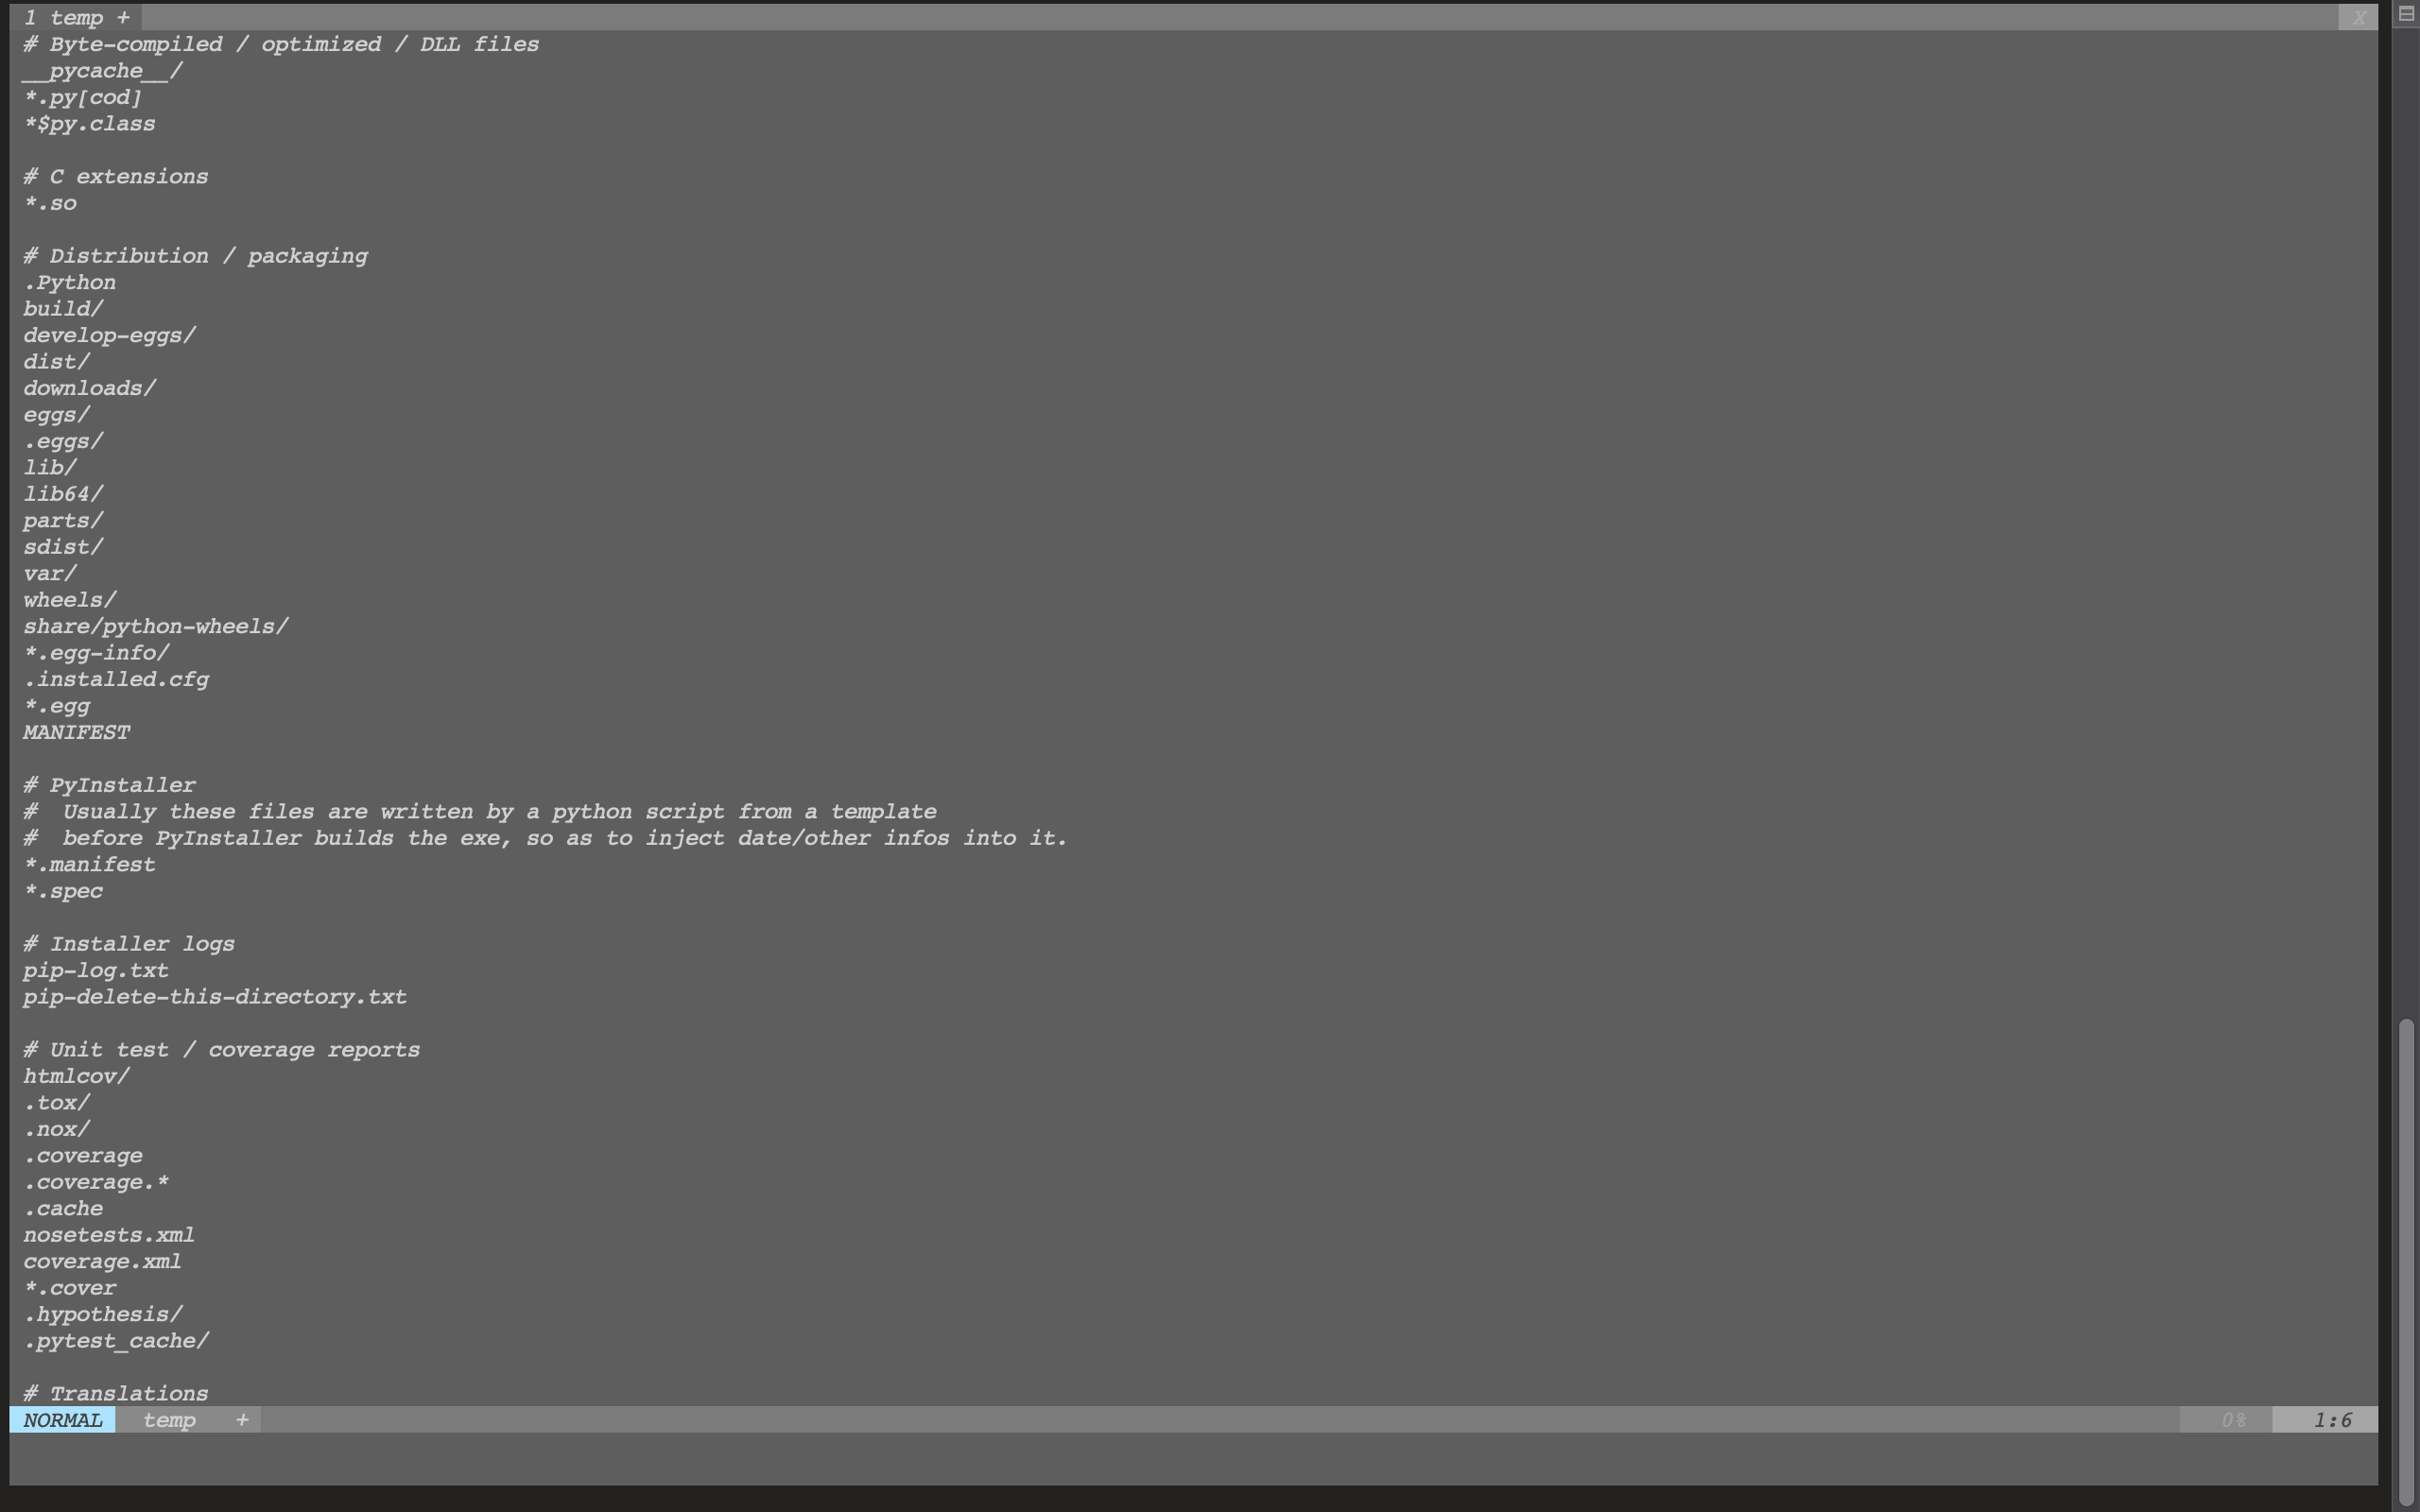 1 temp + X
# Byte-compiled / optimized / DLL files
__pycache__/
*.py[cod]
*$py.class

# C extensions
*.so

# Distribution / packaging
.Python
build/
develop-eggs/
dist/
downloads/
eggs/
.eggs/
lib/
lib64/
parts/
sdist/
var/
wheels/
share/python-wheels/
*.egg-info/
.installed.cfg
*.egg
MANIFEST

# PyInstaller
#  Usually these files are written by a python script from a template
#  before PyInstaller builds the exe, so as to inject date/other infos into it.
*.manifest
*.spec

# Installer logs
pip-log.txt
pip-delete-this-directory.txt

# Unit test / coverage reports
htmlcov/
.tox/
.nox/
.coverage
.coverage.*
.cache
nosetests.xml
coverage.xml
*.cover
.hypothesis/
.pytest_cache/

# Translations
NORMAL temp + 0% 1:6